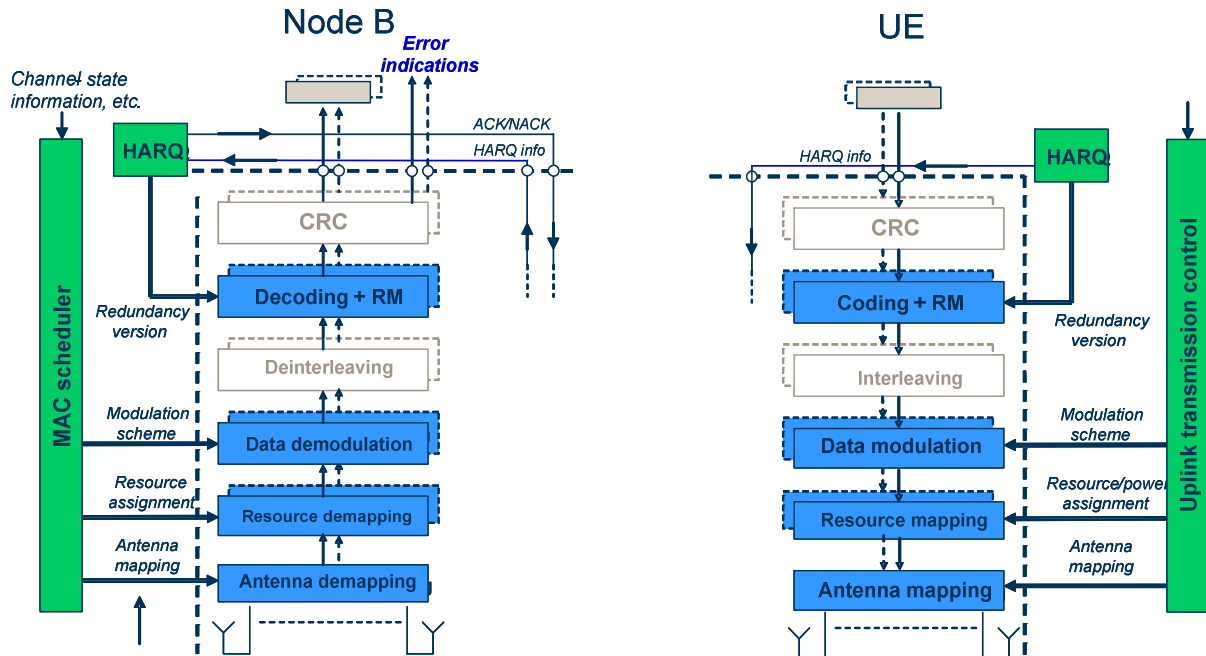 Node B
UE
Error
indications
Channel state
information, etc.
ACK/NACK
HARQ
HARQ info
HARQ info
HARQ
CRC
CRC
Decoding + RM
Coding + RM
Redundancy
version
Redundancy
version
Deinterleaving
Interleaving
MAC scheduler
Uplink transmission control
Modulation
scheme
Data demodulation
Data modulation
Modulation
scheme
Resource
assignment
Resource demapping
Resource mapping
Resource/power
assignment
Antenna
mapping
Antenna demapping
Antenna mapping
Antenna
mapping